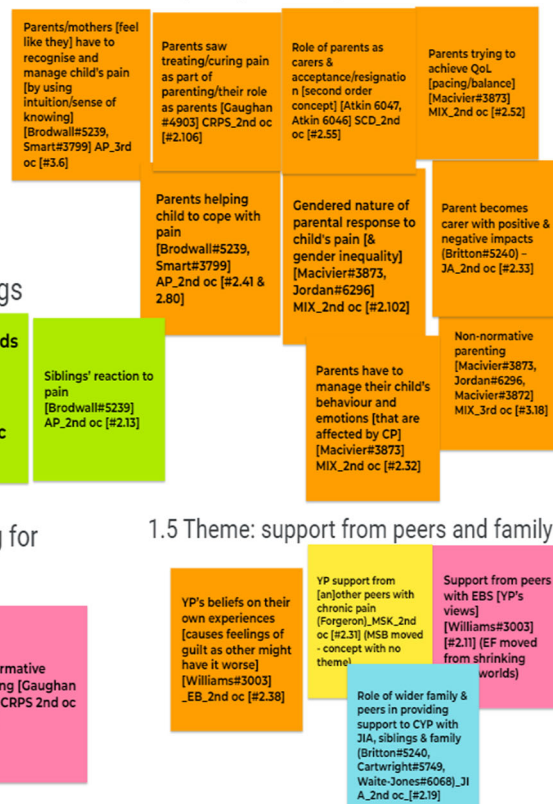 Parents/mothers [feel
like they] have to
recognise and
manage child's pain
[by using
intuition/sense of
knowing]
[Brodwall#5239,
Smart#3799] AP_3rd
oc [#3.6]
Parents saw
treating/curing pain
as part of
parenting/their role
as parents [Gaughan
#4903] CRPS_2nd oc
[#2.106]
Role of parents as
carers &
acceptance/resignatio
n [second order
concept] [Atkin 6047,
Atkin 6046] SCD_2nd
oc [#2.55]
Parents trying to
achieve QoL
[pacing/balance]
[Macivier#3873]
MIX_2nd oc [#2.52]
Parents helping
child to cope with
pain
[Brodwall#5239,
Smart#3799]
AP_2nd oc [#2.41 &
2.80]
Gendered nature of
parental response to
child's pain [&
gender inequality]
[Macivier#3873,
Jordan#6296]
MIX_2nd oc [#2.102]
Parent becomes
carer with positive &
negative impacts
(Britton#5240) –
JA_2nd oc [#2.33]
gs
ds
c
Siblings' reaction to
pain
[Brodwall#5239]
AP_2nd oc [#2.13]
Parents have to
manage their child's
behaviour and
emotions [that are
affected by CP]
[Macivier#3873]
MIX_2nd oc [#2.32]
Non-normative
parenting
[Macivier#3873,
Jordan#6296,
Macivier#3872]
MIX_3rd oc [#3.18]
g for
1.5 Theme: support from peers and family
rmative
ng [Gaughan
CRPS 2nd oc
YP's beliefs on their
own experiences
[causes feelings of
guilt as other might
have it worse]
[Williams#3003]
_EB_2nd oc [#2.38]
YP support from
[an]other peers with
chronic pain
(Forgeron)_MSK_2nd
oc [#2.31] (MSB moved
- concept with no
theme)
Support from peers
with EBS [YP's
views]
[Williams#3003]
[#2.11] (EF moved
from shrinking
worlds)
Role of wider family &
peers in providing
support to CYP with
JIA, siblings & family
(Britton#5240,
Cartwright#5749,
Waite-Jones#6068)_JI
A_2nd oc_[#2.19]